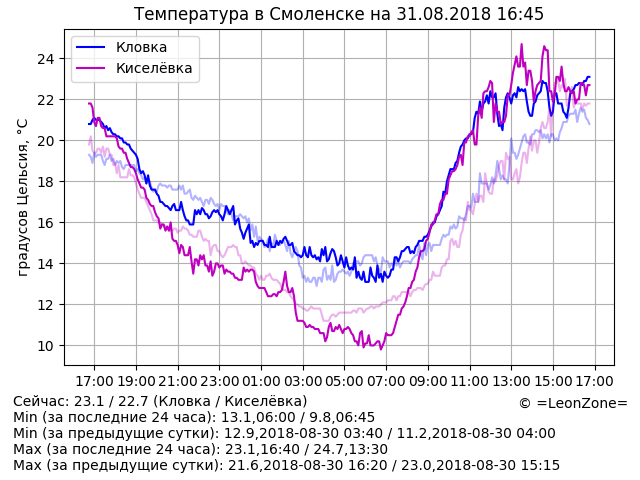 Температура в Смоленске на 31.08.2018 16:45
Кловка
Киселёвка
градусов Цельсия, °C
24
22
20
18
16
14
12
10
17:00 19:00 21:00 23:00 01:00 03:00 05:00 07:00 09:00 11:00 13:00 15:00 17:00
Сейчас: 23.1 / 22.7 (Кловка / Киселёвка)
© =LeonZone=
Min (за последние 24 часа): 13.1,06:00 / 9.8,06:45
Min (за предыдущие сутки): 12.9,2018-08-30 03:40 / 11.2,2018-08-30 04:00
Max (за последние 24 часа): 23.1,16:40 / 24.7,13:30
Max (за предыдущие сутки): 21.6,2018-08-30 16:20 / 23.0,2018-08-30 15:15